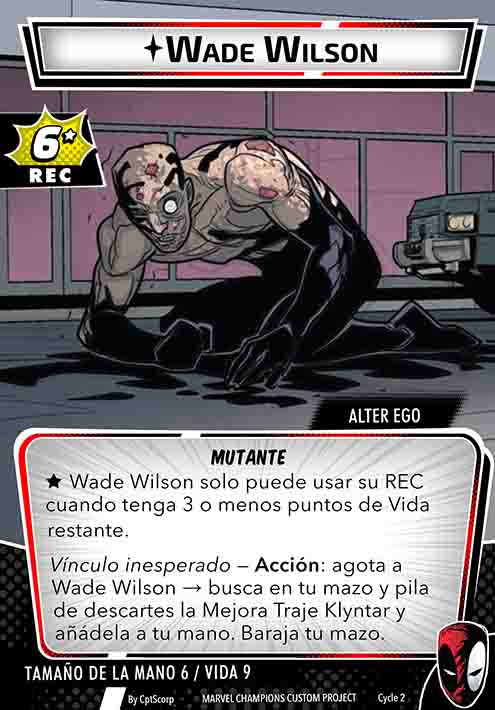 WADE WILSON
6
REC
ALTER EGO
MUTANTE
★ Wade Wilson solo puede usar su REC
cuando tenga 3 o menos puntos de Vida
restante.
Vínculo inesperado – Acción: agota a
Wade Wilson → busca en tu mazo y pila
de descartes la Mejora Traje Klyntar y
añádela a tu mano. Baraja tu mazo.
TAMAÑO DE LA MANO 6 / VIDA 9
By CptScorp MARVEL CHAMPIONS CUSTOM PROJECT Cycle 2